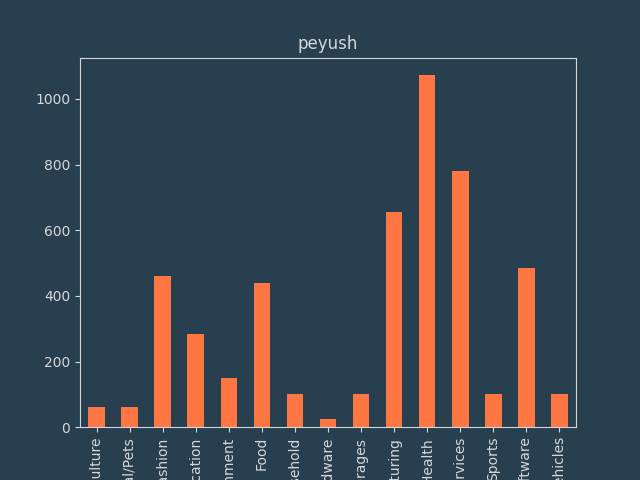 peyush
1000
800
600
400
200
0
ulture
al/Pets
ashion
cation
nment
Food
sehold
dware
rages
turing
Health
rvices
Sports
ftware
ehicles